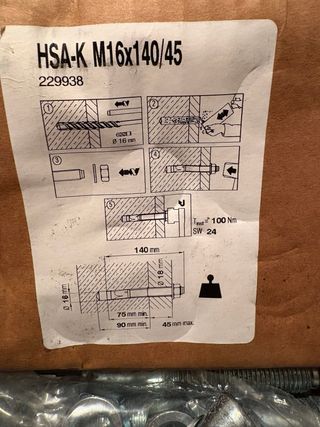 HSA-K M16x140/45
229938
1
2
Ø 16 mm
3
4
5
Tinst = 100 Nm
SW 24
140 mm
Ø 18 mm
Ø 16 mm
75 mm min.
90 mm min.
45 mm max.